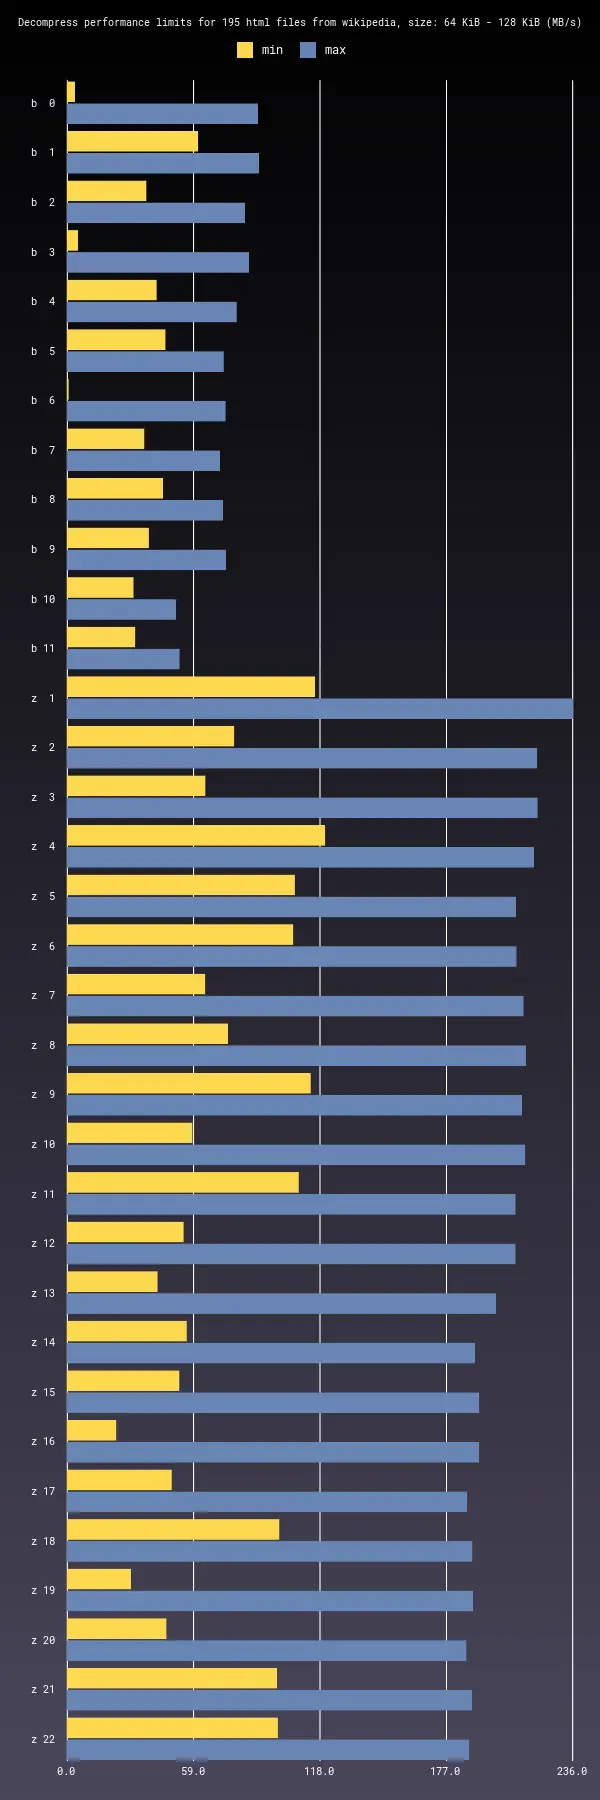 Decompress performance limits for 195 html files from wikipedia, size: 64 KiB - 128 KiB (MB/s)
min max
b 0
b 1
b 2
b 3
b 4
b 5
b 6
b 7
b 8
b 9
b 10
b 11
z 1
z 2
z 3
z 4
z 5
z 6
z 7
z 8
z 9
z 10
z 11
z 12
z 13
z 14
z 15
z 16
z 17
z 18
z 19
z 20
z 21
z 22
0.0 59.0 118.0 177.0 236.0